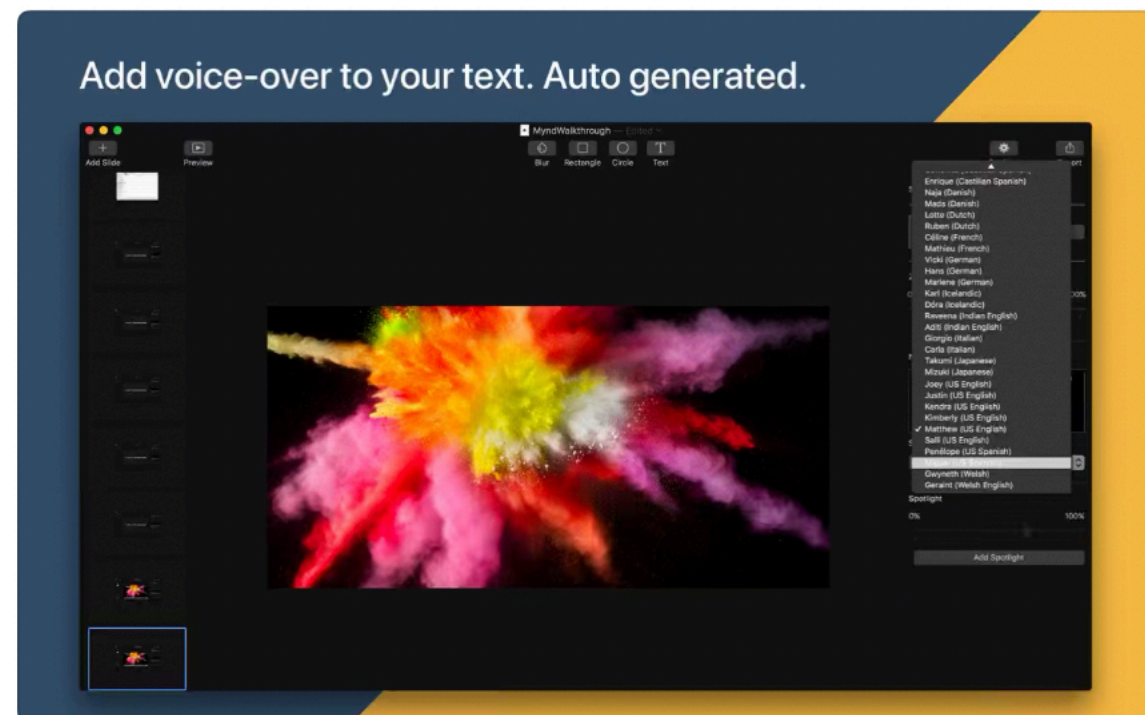 Add voice-over to your text. Auto generated.
MyndWalkthrough — Edited
Add Slide
Preview
Blur
Rectangle
Circle
Text
Enrique (Castilian Spanish)
Naja (Danish)
Mads (Danish)
Lotte (Dutch)
Ruben (Dutch)
Céline (French)
Mathieu (French)
Vicki (German)
Hans (German)
Marlene (German)
Karl (Icelandic)
Dóra (Icelandic)
Raveena (Indian English)
Aditi (Indian English)
Giorgio (Italian)
Carla (Italian)
Takumi (Japanese)
Mizuki (Japanese)
Joey (US English)
Justin (US English)
Kendra (US English)
Kimberly (US English)
✓ Matthew (US English)
Salli (US English)
Penélope (US Spanish)
Gwyneth (Welsh)
Geraint (Welsh English)
Spotlight
0% 100%
Add Spotlight